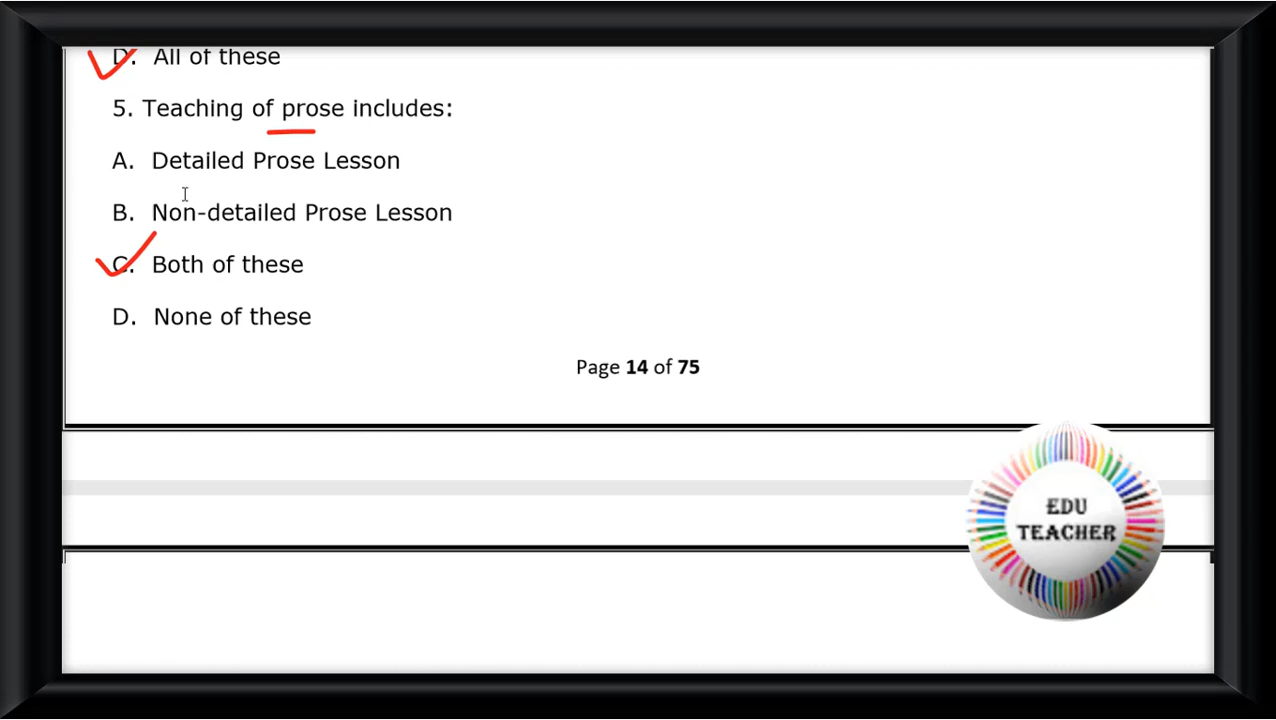 D. All of these
5. Teaching of prose includes:
A. Detailed Prose Lesson
B. Non-detailed Prose Lesson
C. Both of these
D. None of these
Page 14 of 75
EDU
TEACHER